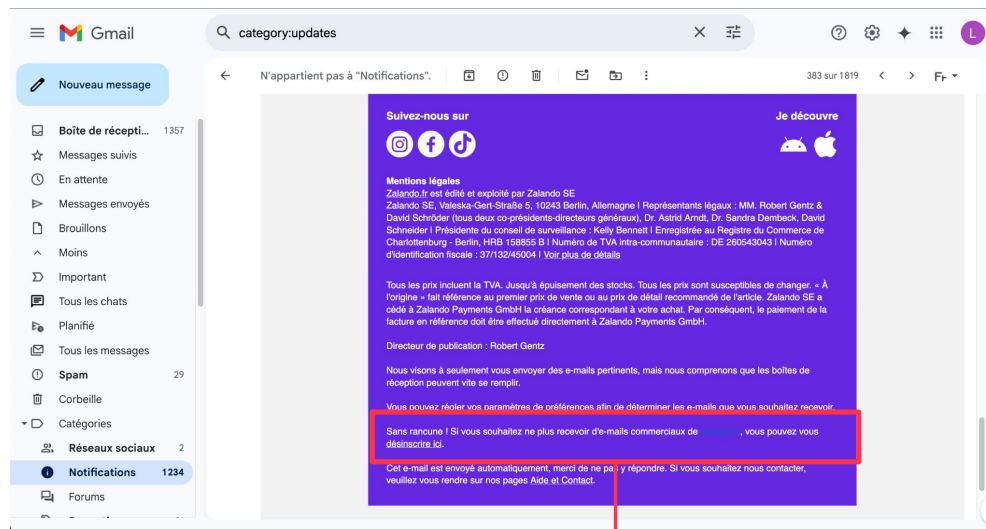 Gmail
category:updates
L
Nouveau message
N'appartient pas à "Notifications".
383 sur 1 819
Boîte de récepti... 1 357
Messages suivis
En attente
Messages envoyés
Brouillons
Moins
Important
Tous les chats
Planifié
Tous les messages
Spam 29
Corbeille
Catégories
Réseaux sociaux 2
Notifications 1 234
Forums
Suivez-nous sur
Je découvre
Mentions légales
Zalando.fr est édité et exploité par Zalando SE
Zalando SE, Valeska-Gert-Straße 5, 10243 Berlin, Allemagne I Représentants légaux : MM. Robert Gentz &
David Schröder (tous deux co-présidents-directeurs généraux), Dr. Astrid Arndt, Dr. Sandra Dembeck, David
Schneider I Présidente du conseil de surveillance : Kelly Bennett I Enregistrée au Registre du Commerce de
Charlottenburg - Berlin, HRB 158855 B I Numéro de TVA intra-communautaire : DE 260543043 I Numéro
d'identification fiscale : 37/132/45004 I Voir plus de détails
Tous les prix incluent la TVA. Jusqu'à épuisement des stocks. Tous les prix sont susceptibles de changer. « À
l'origine » fait référence au premier prix de vente ou au prix de détail recommandé de l'article. Zalando SE a
cédé à Zalando Payments GmbH la créance correspondant à votre achat. Par conséquent, le paiement de la
facture en référence doit être effectué directement à Zalando Payments GmbH.
Directeur de publication : Robert Gentz
Nous visons à seulement vous envoyer des e-mails pertinents, mais nous comprenons que les boîtes de
réception peuvent vite se remplir.
Vous pouvez régler vos paramètres de préférences afin de déterminer les e-mails que vous souhaitez recevoir.
Sans rancune ! Si vous souhaitez ne plus recevoir d'e-mails commerciaux de , vous pouvez vous
désinscrire ici.
Cet e-mail est envoyé automatiquement, merci de ne pas y répondre. Si vous souhaitez nous contacter,
veuillez vous rendre sur nos pages Aide et Contact.